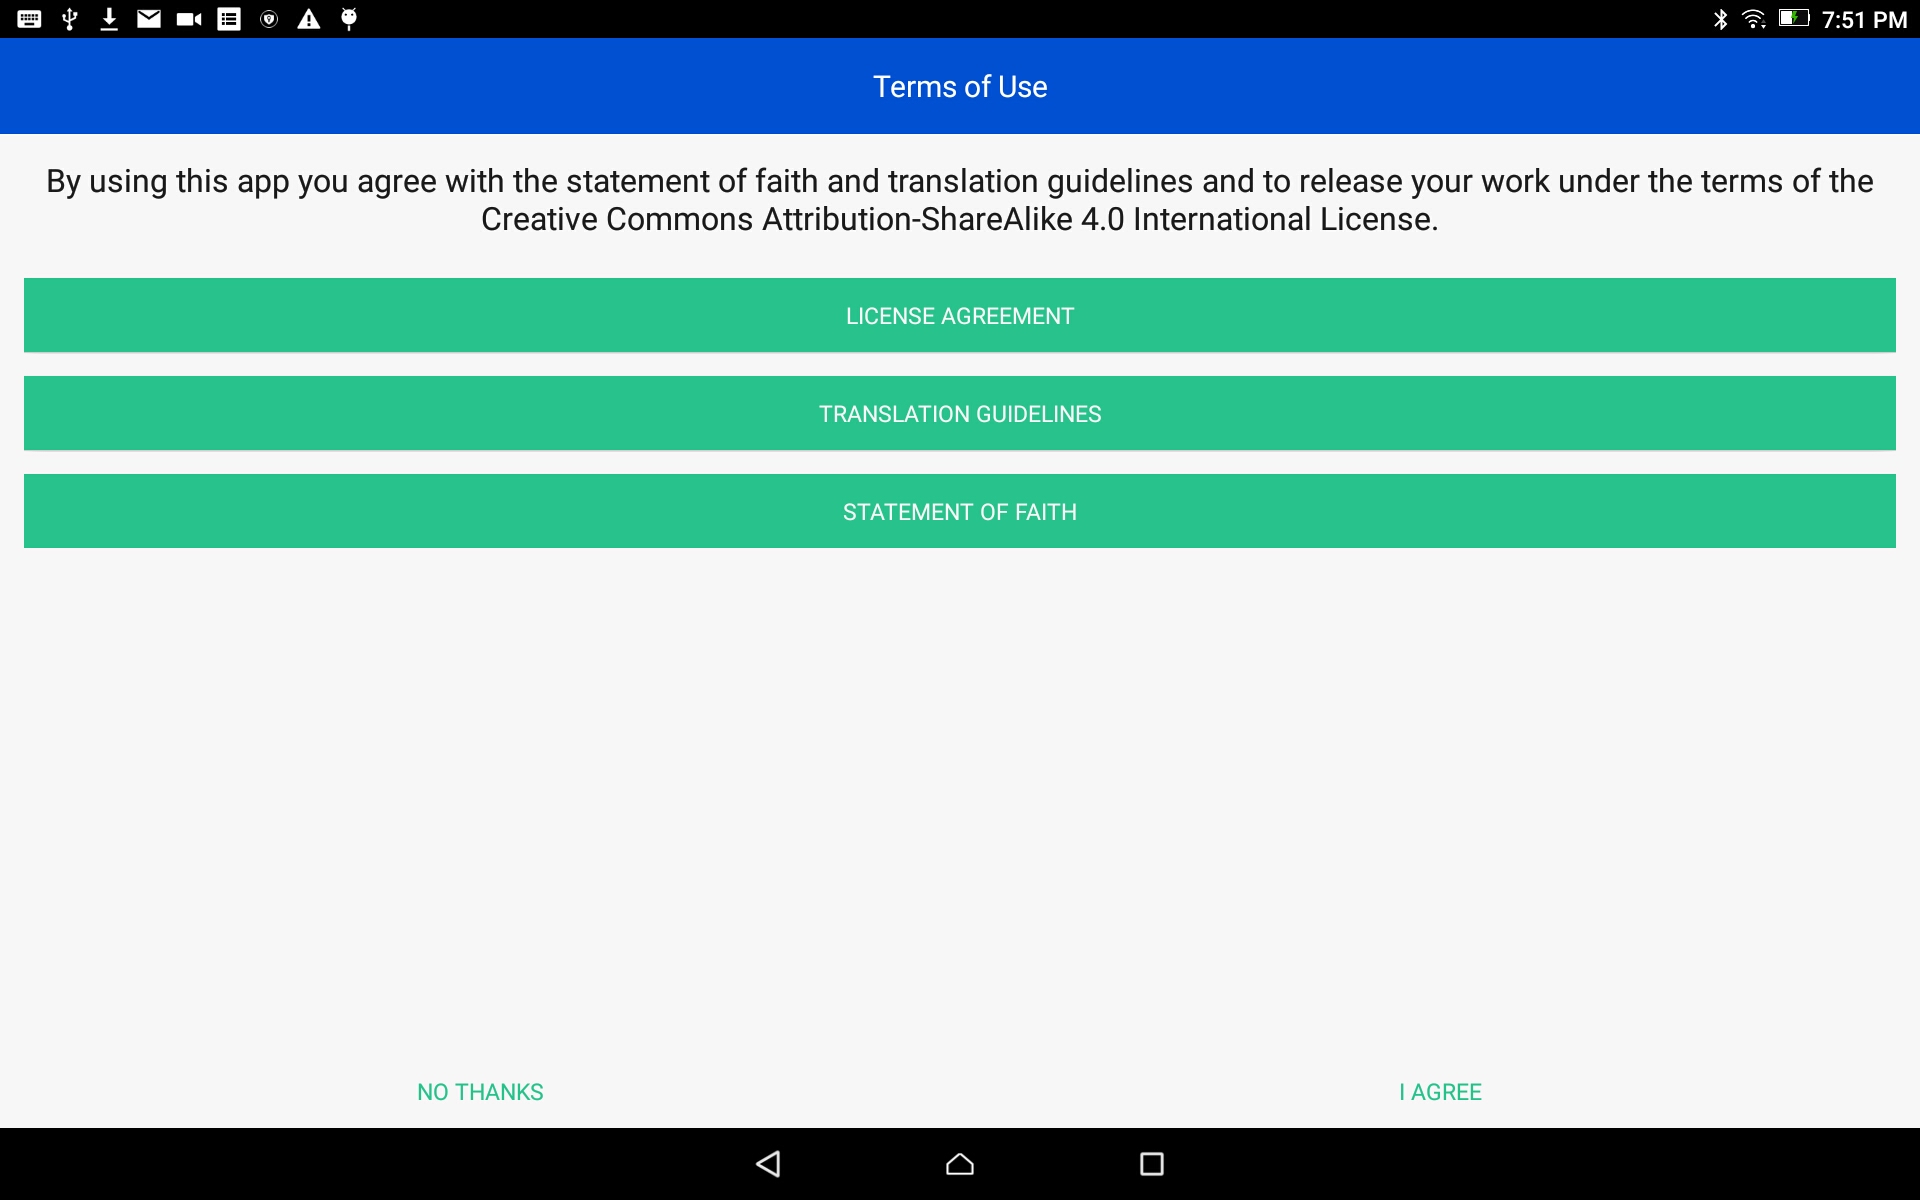 7:51 PM
Terms of Use
By using this app you agree with the statement of faith and translation guidelines and to release your work under the terms of the
Creative Commons Attribution-ShareAlike 4.0 International License.
LICENSE AGREEMENT
TRANSLATION GUIDELINES
STATEMENT OF FAITH
NO THANKS
I AGREE